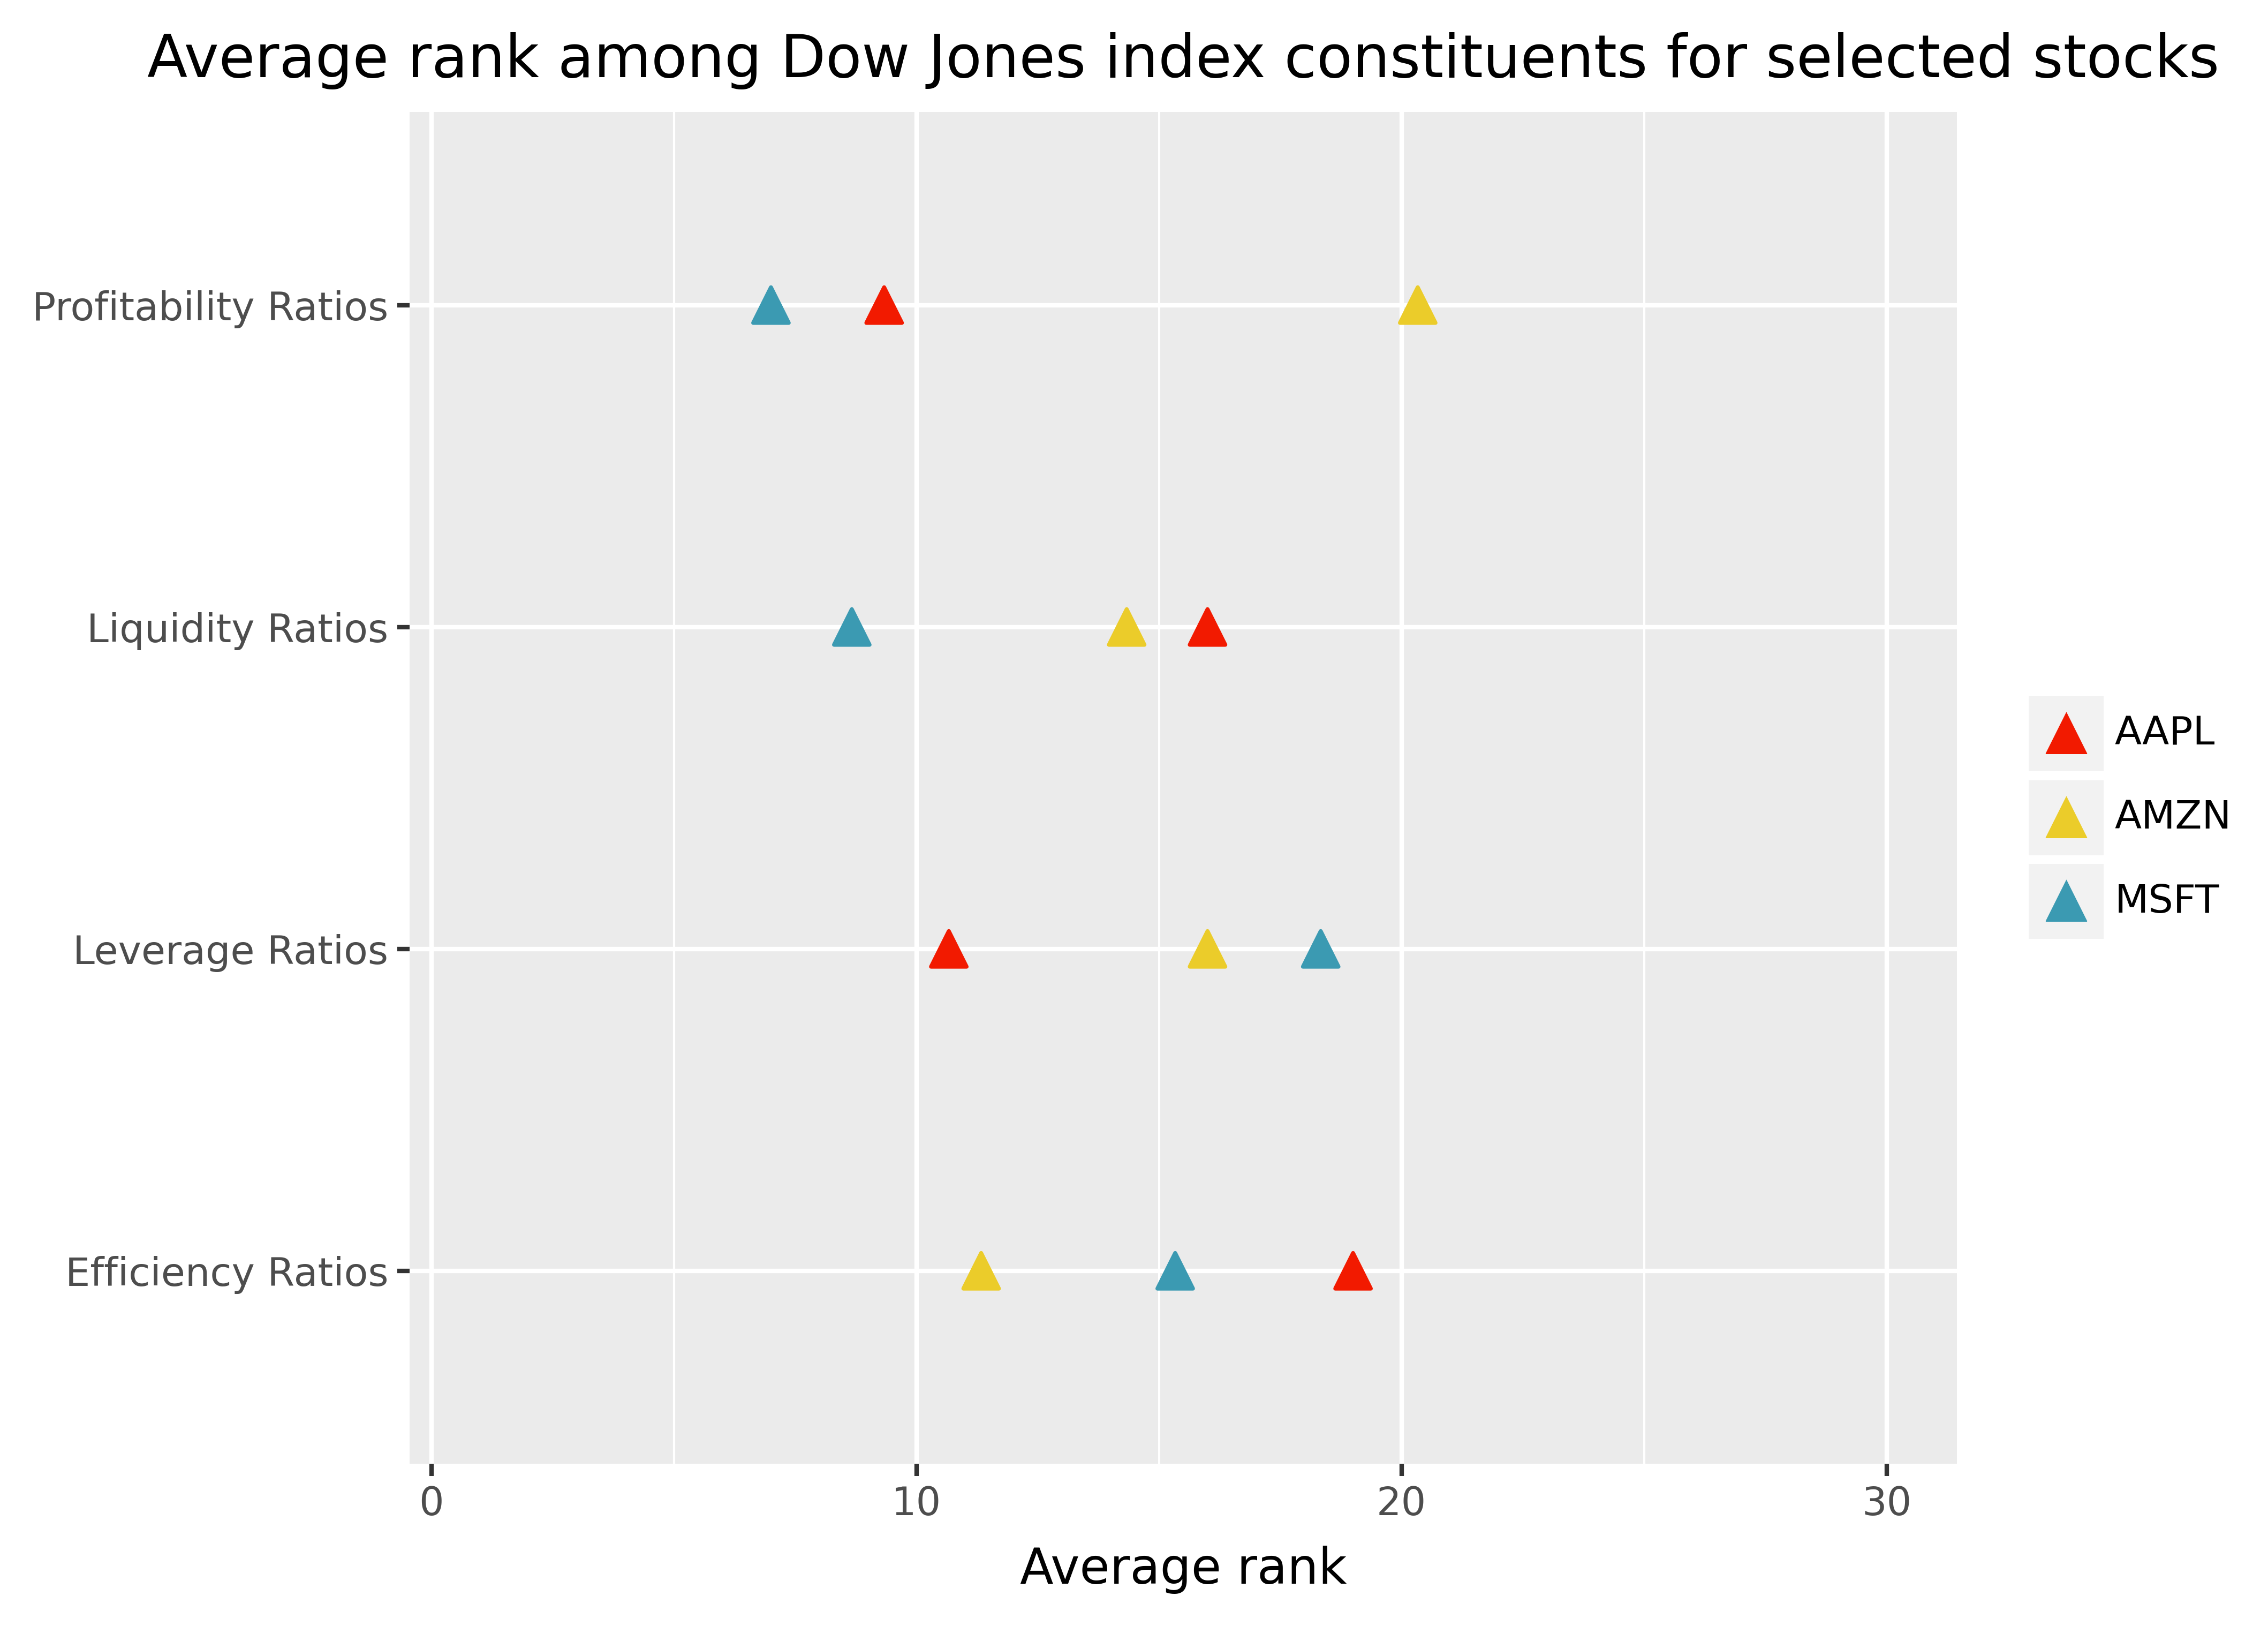 Average rank among Dow Jones index constituents for selected stocks
Profitability Ratios
Liquidity Ratios
Leverage Ratios
Efficiency Ratios
AAPL
AMZN
MSFT
0 10 20 30
Average rank